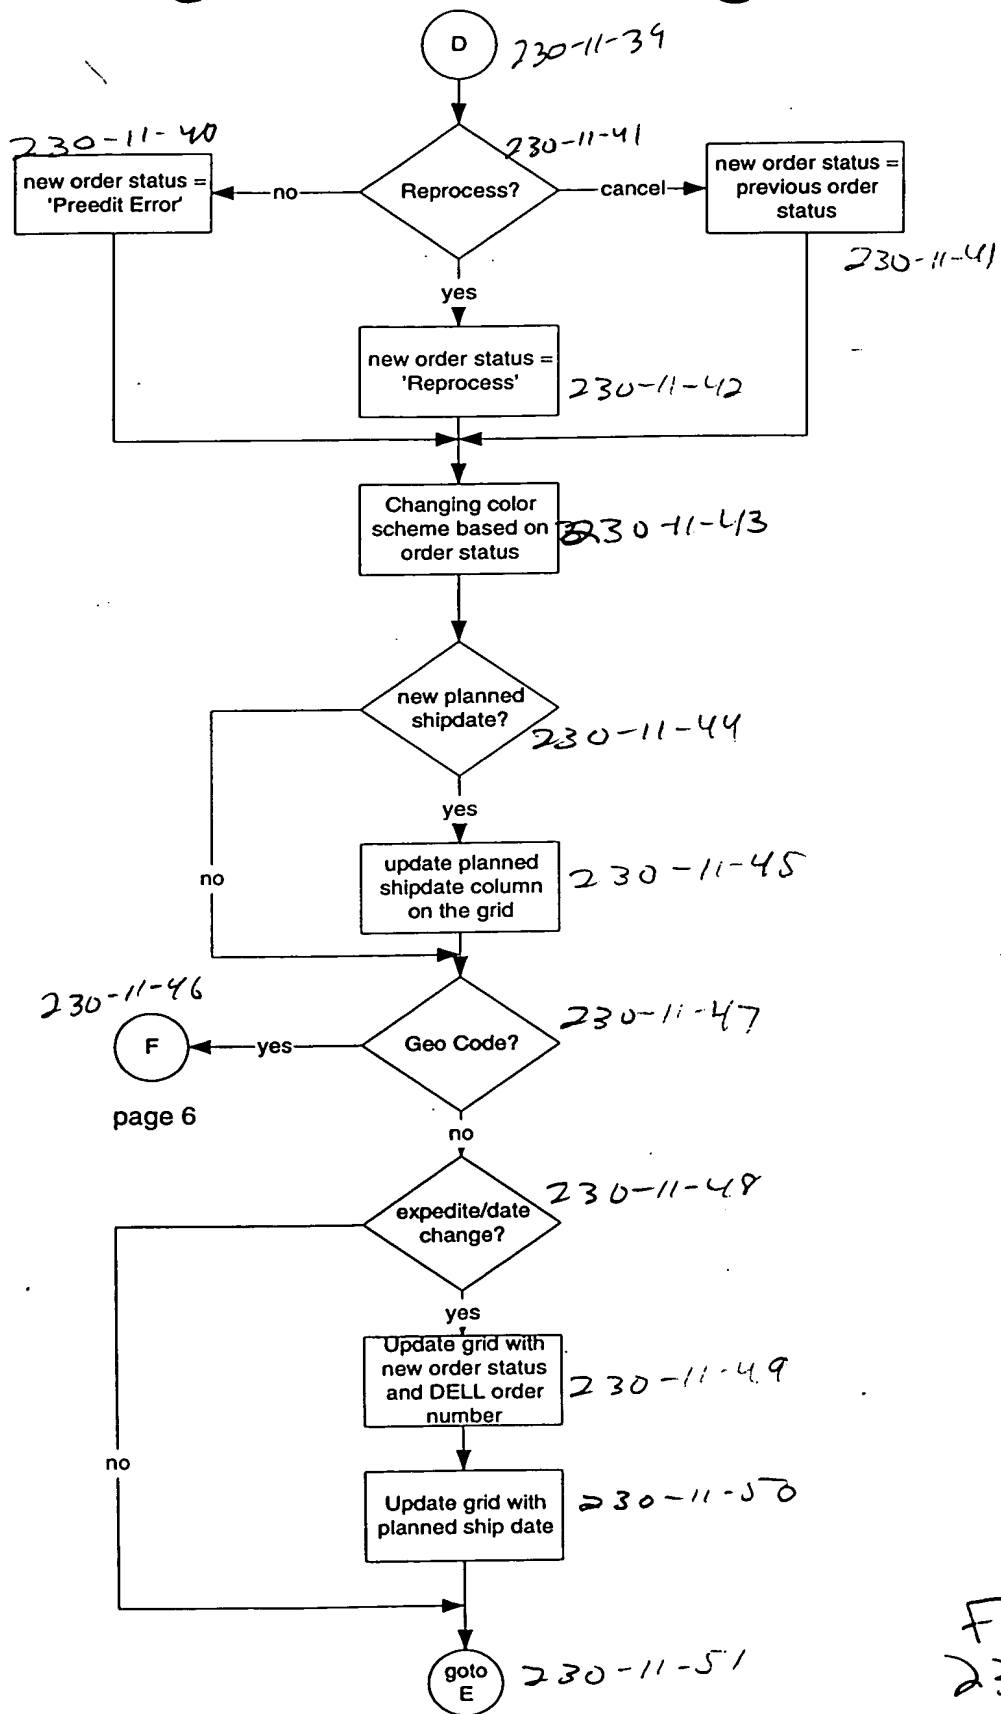 D
230-11-39
230-11-40
230-11-41
new order status =
'Preedit Error'
no
Reprocess?
cancel
new order status =
previous order
status
230-11-41
yes
new order status =
'Reprocess'
230-11-42
Changing color
scheme based on
order status
230-11-43
new planned
shipdate?
230-11-44
yes
no
update planned
shipdate column
on the grid
230-11-45
230-11-46
230-11-47
F
yes
Geo Code?
page 6
no
230-11-48
expedite/date
change?
yes
Update grid with
new order status
and DELL order
number
230-11-49
no
Update grid with
planned ship date
230-11-50
goto
E
230-11-51